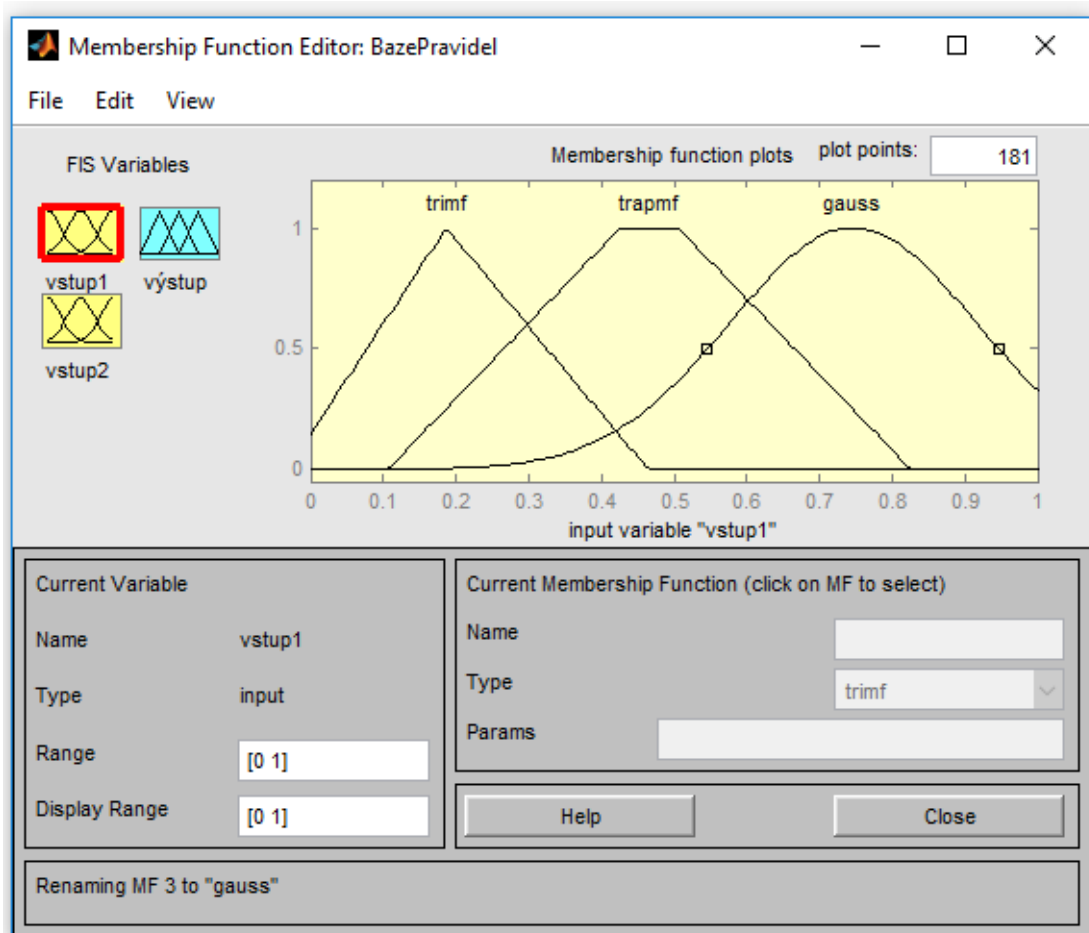 Membership Function Editor: BazePravidel
File Edit View
FIS Variables
Membership function plots
plot points:
181
vstup1
výstup
vstup2
trimf
trapmf
gauss
1
0.5
0
0 0.1 0.2 0.3 0.4 0.5 0.6 0.7 0.8 0.9 1
input variable "vstup1"
Current Variable
Name vstup1
Type input
Range [0 1]
Display Range [0 1]
Current Membership Function (click on MF to select)
Name
Type trimf
Params
Help
Close
Renaming MF 3 to "gauss"